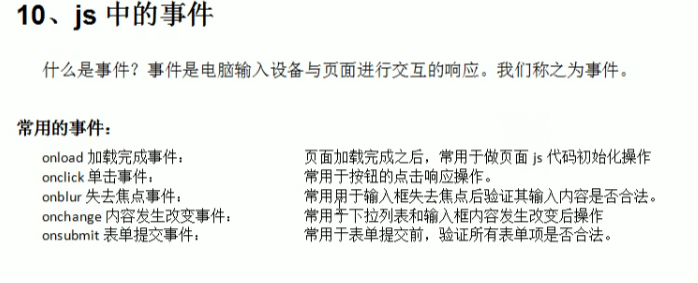 10、js 中的事件
什么是事件？事件是电脑输入设备与页面进行交互的响应。我们称之为事件。
常用的事件：
onload 加载完成事件： 页面加载完成之后，常用于做页面 js 代码初始化操作
onclick 单击事件： 常用于按钮的点击响应操作。
onblur 失去焦点事件： 常用用于输入框失去焦点后验证其输入内容是否合法。
onchange 内容发生改变事件： 常用于下拉列表和输入框内容发生改变后操作
onsubmit 表单提交事件： 常用于表单提交前，验证所有表单项是否合法。